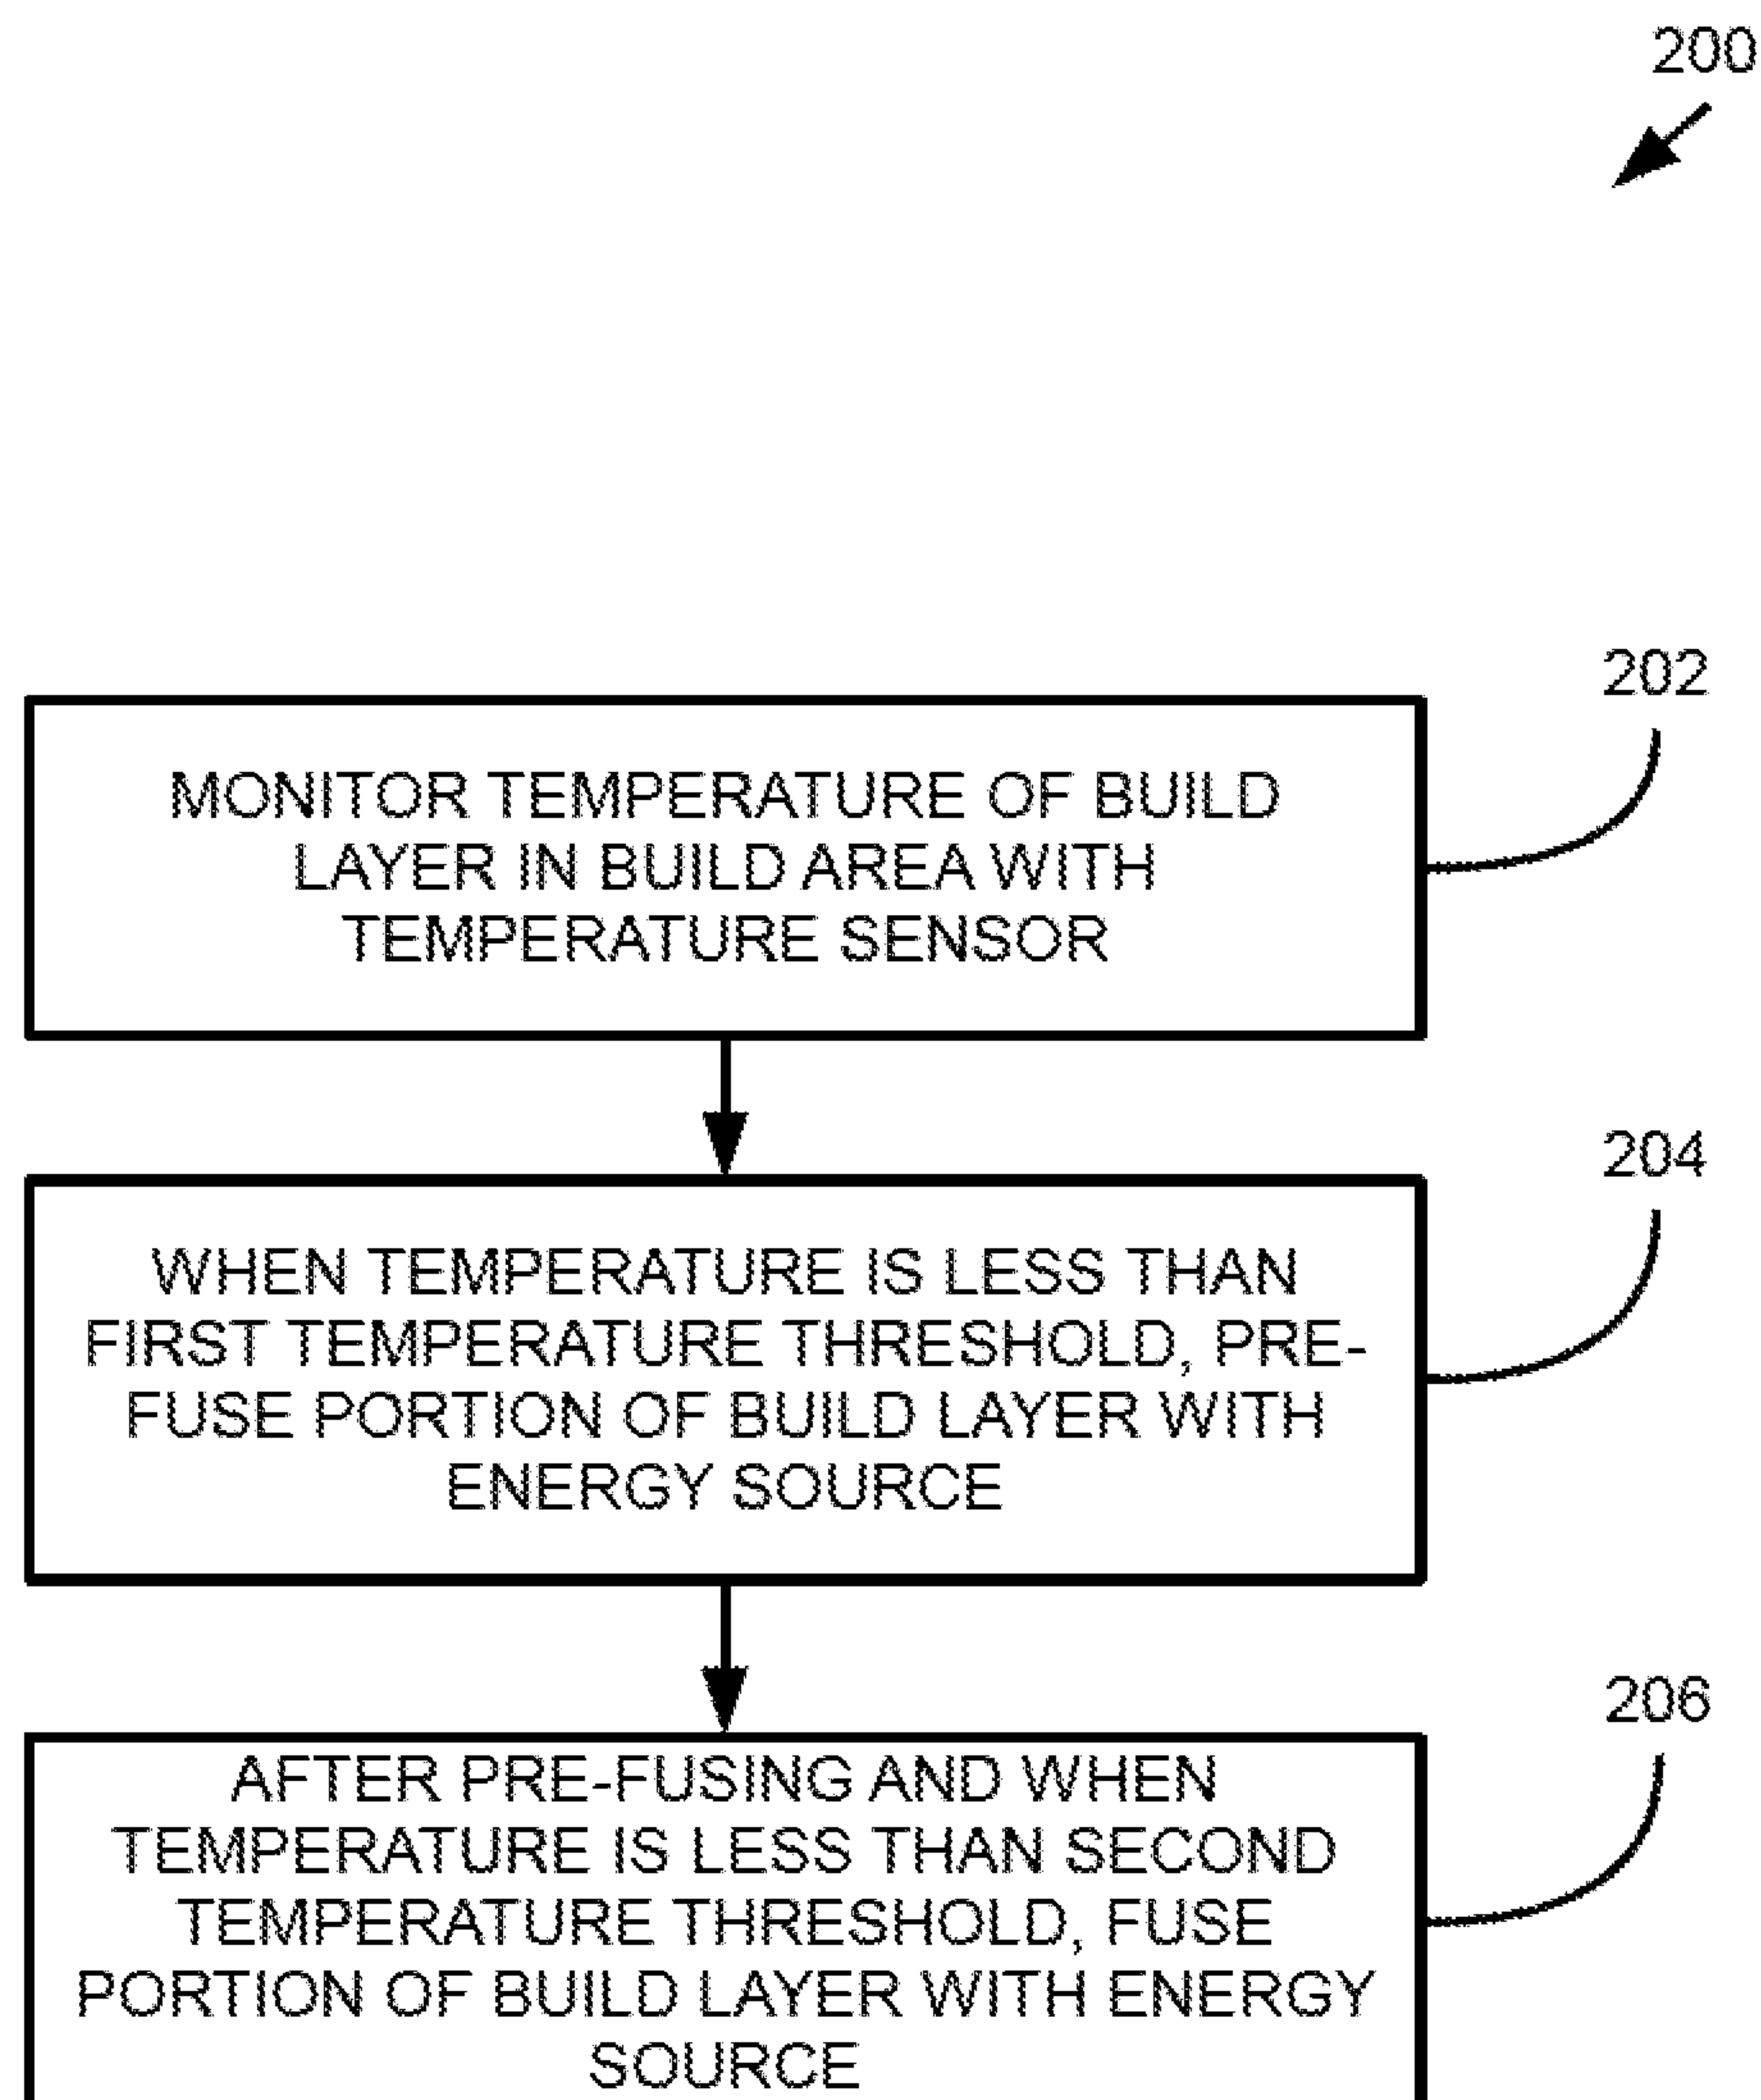 200
202
MONITOR TEMPERATURE OF BUILD
LAYER IN BUILD AREA WITH
TEMPERATURE SENSOR
204
WHEN TEMPERATURE IS LESS THAN
FIRST TEMPERATURE THRESHOLD, PRE-
FUSE PORTION OF BUILD LAYER WITH
ENERGY SOURCE
206
AFTER PRE-FUSING AND WHEN
TEMPERATURE IS LESS THAN SECOND
TEMPERATURE THRESHOLD, FUSE
PORTION OF BUILD LAYER WITH ENERGY
SOURCE